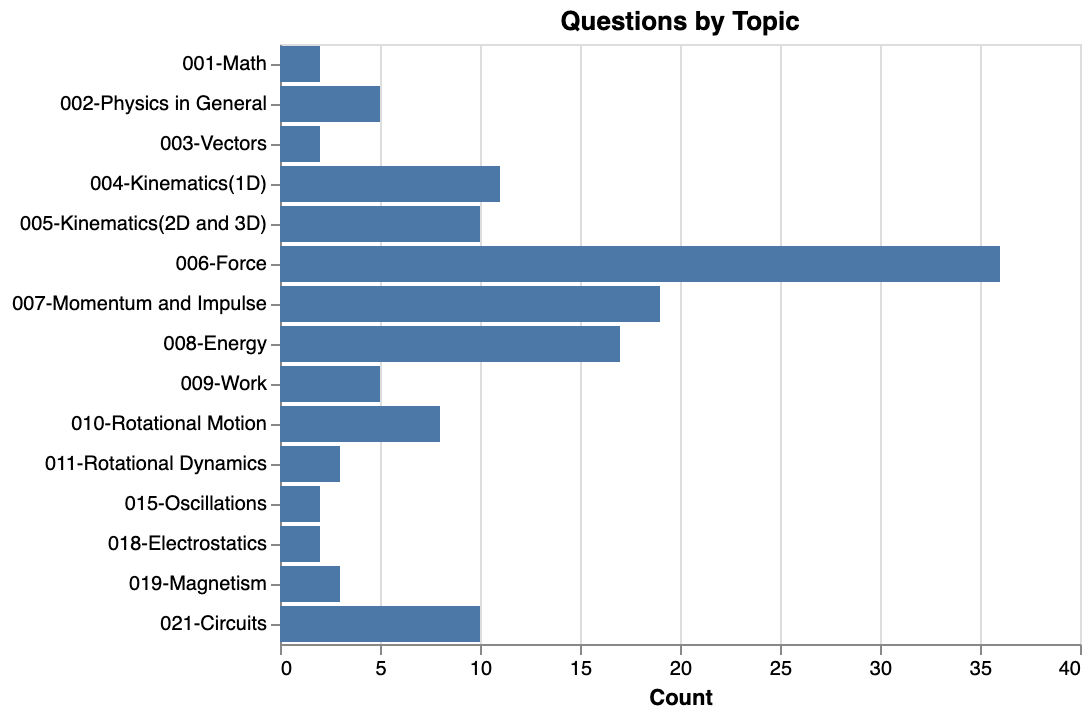 Questions by Topic
001-Math
002-Physics in General
003-Vectors
004-Kinematics(1D)
005-Kinematics(2D and 3D)
006-Force
007-Momentum and Impulse
008-Energy
009-Work
010-Rotational Motion
011-Rotational Dynamics
015-Oscillations
018-Electrostatics
019-Magnetism
021-Circuits
0 5 10 15 20 25 30 35 40
Count